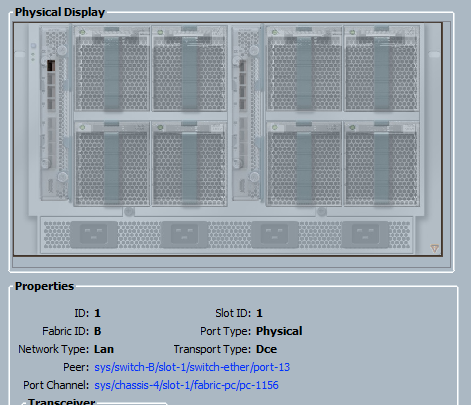 Physical Display
Properties
ID: 1 Slot ID: 1
Fabric ID: B Port Type: Physical
Network Type: Lan Transport Type: Dce
Peer: sys/switch-B/slot-1/switch-ether/port-13
Port Channel: sys/chassis-4/slot-1/fabric-pc/pc-1156
Transceiver